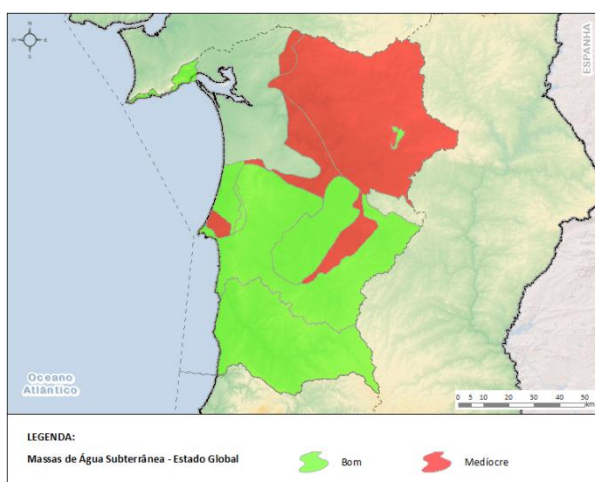 N
W
E
S
ESPANHA
Oceano
Atlântico
0 5 10 20 30 40 50
km
LEGENDA:
Massas de Água Subterrânea - Estado Global
Bom
Medíocre